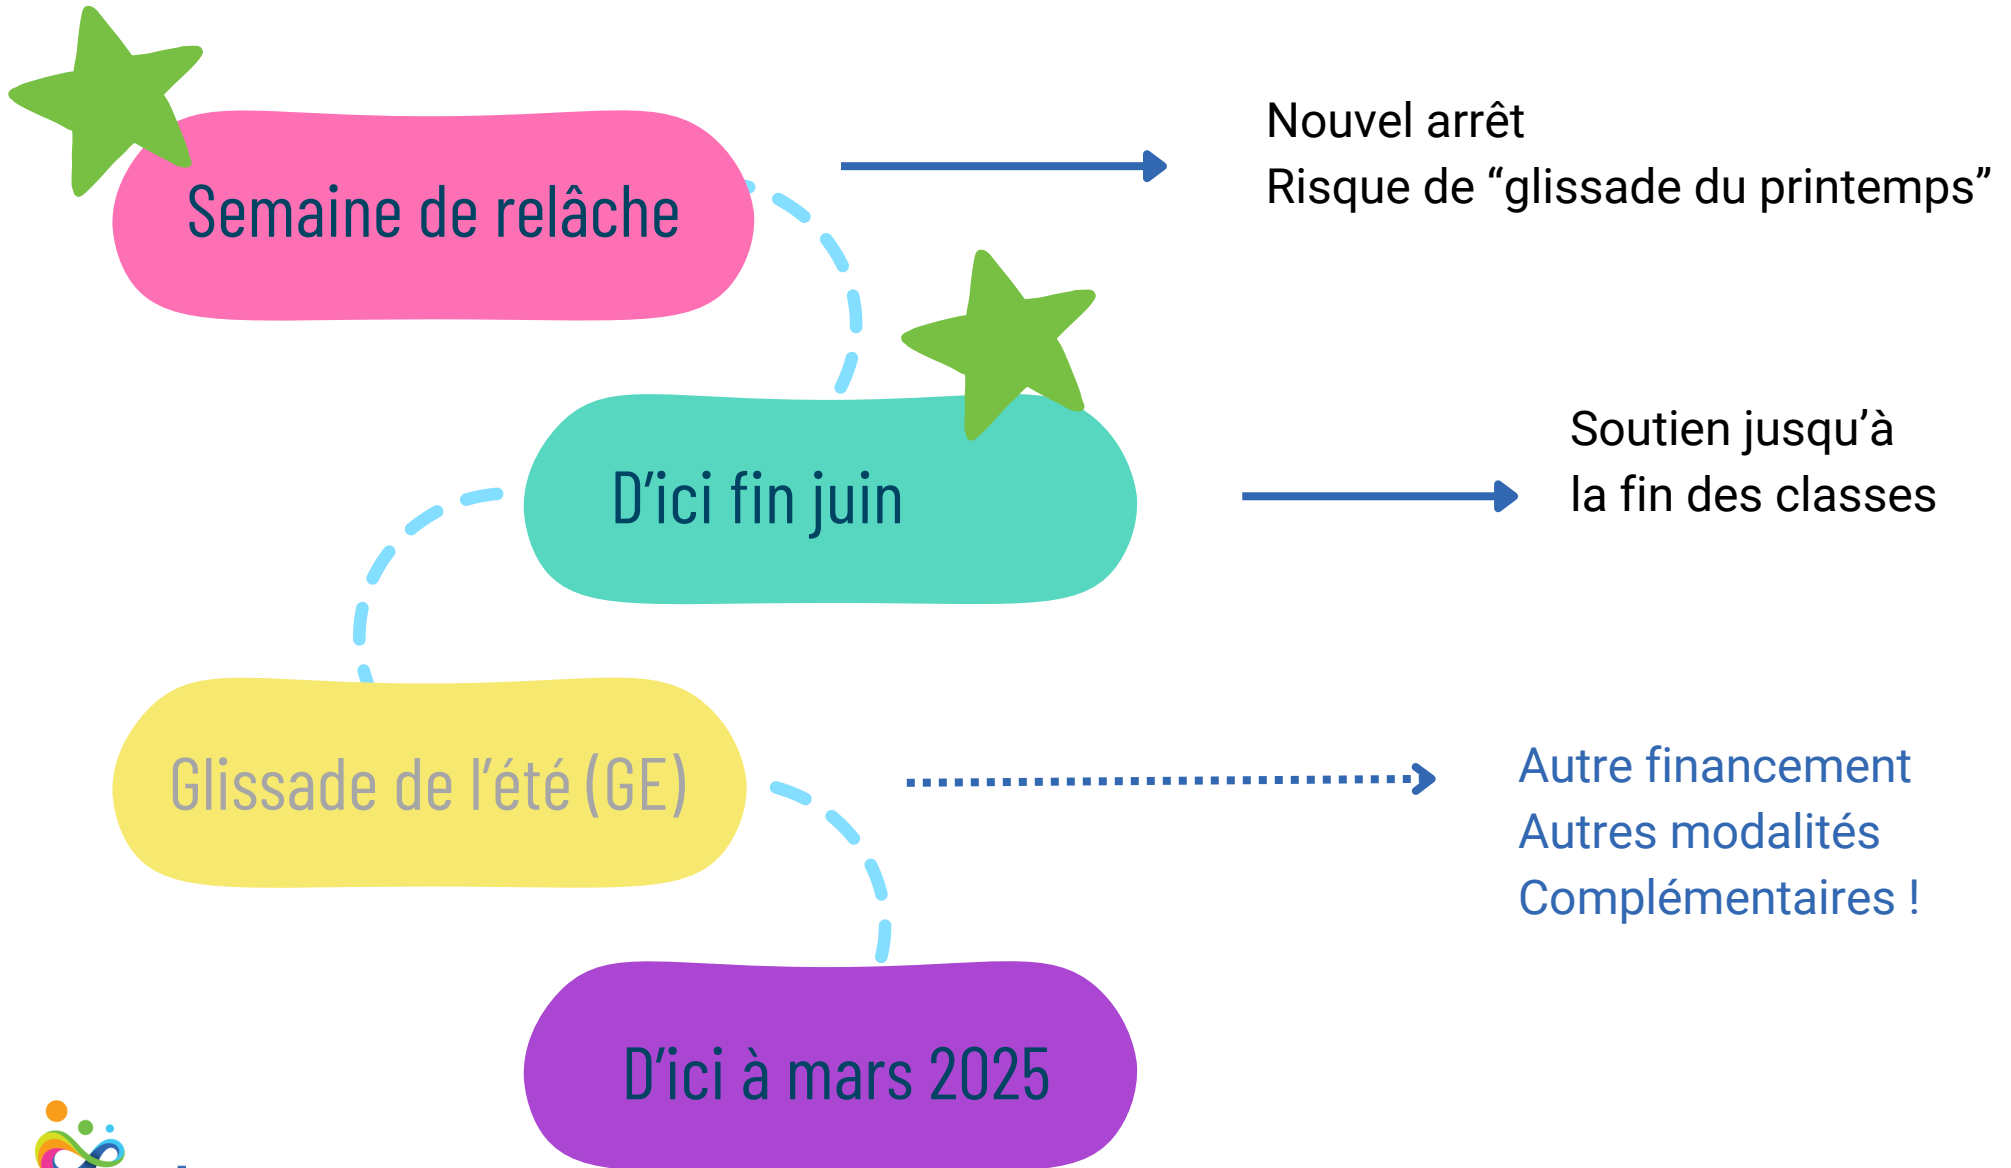 Semaine de relâche
Nouvel arrêt
Risque de “glissade du printemps”
D’ici fin juin
Soutien jusqu’à
la fin des classes
Glissade de l’été (GE)
Autre financement
Autres modalités
Complémentaires !
D’ici à mars 2025